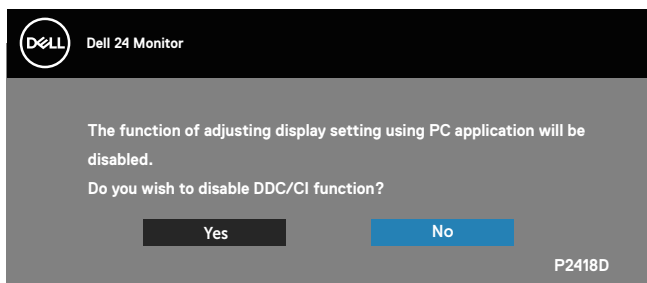 DELL Dell 24 Monitor
The function of adjusting display setting using PC application will be
disabled.
Do you wish to disable DDC/CI function?
Yes No
P2418D